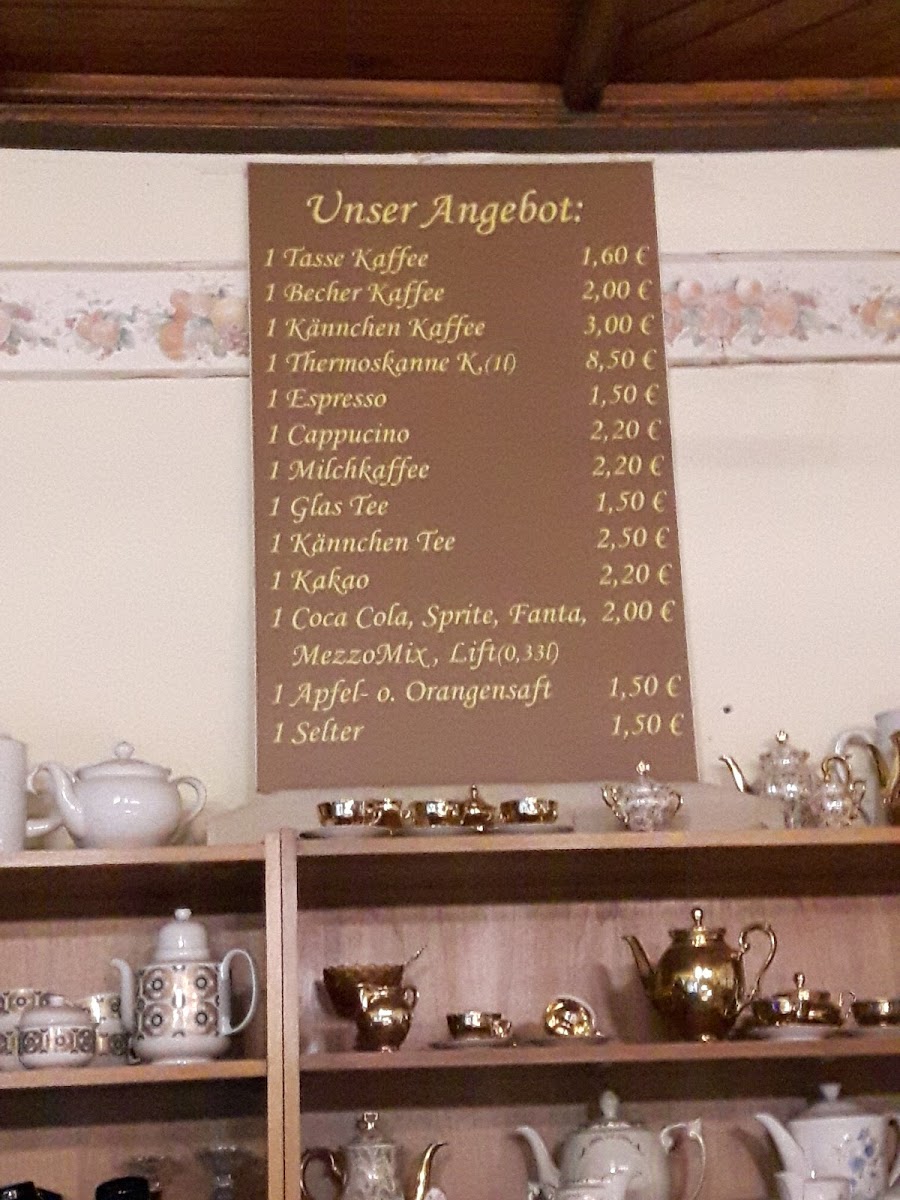 Unser Angebot:
1 Tasse Kaffee 1,60 €
1 Becher Kaffee 2,00 €
1 Kännchen Kaffee 3,00 €
1 Thermoskanne K.(1l) 8,50 €
1 Espresso 1,50 €
1 Cappucino 2,20 €
1 Milchkaffee 2,20 €
1 Glas Tee 1,50 €
1 Kännchen Tee 2,50 €
1 Kakao 2,20 €
1 Coca Cola, Sprite, Fanta, 2,00 €
MezzoMix, Lift(0,33l)
1 Apfel- o. Orangensaft 1,50 €
1 Selter 1,50 €